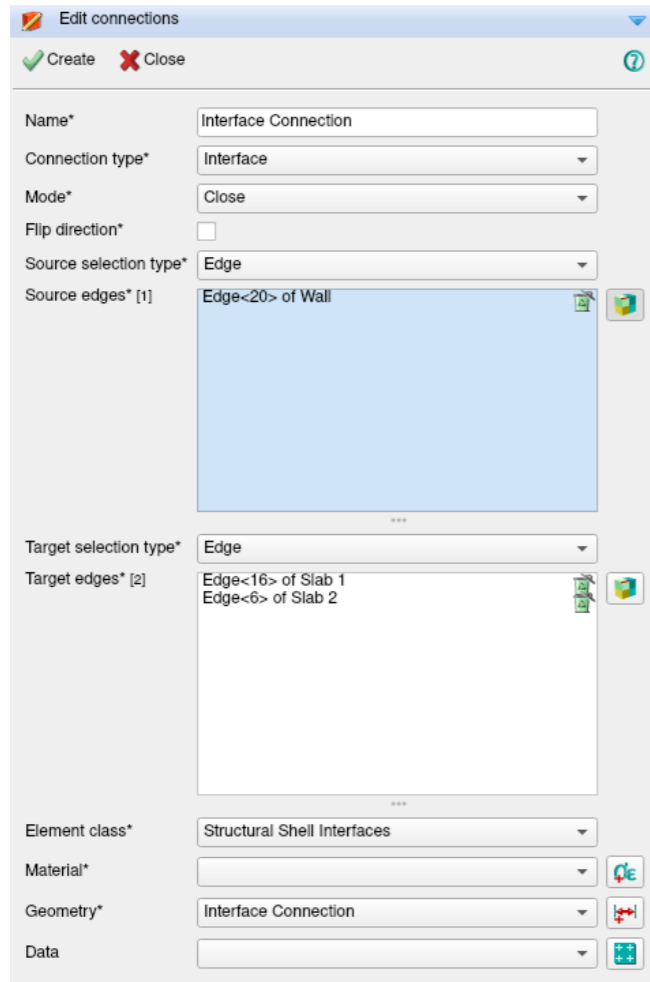 Edit connections
Create Close
Name* Interface Connection
Connection type* Interface
Mode* Close
Flip direction*
Source selection type* Edge
Source edges* [1] Edge<20> of Wall
Target selection type* Edge
Target edges* [2] Edge<16> of Slab 1
Edge<6> of Slab 2
Element class* Structural Shell Interfaces
Material*
Geometry* Interface Connection
Data